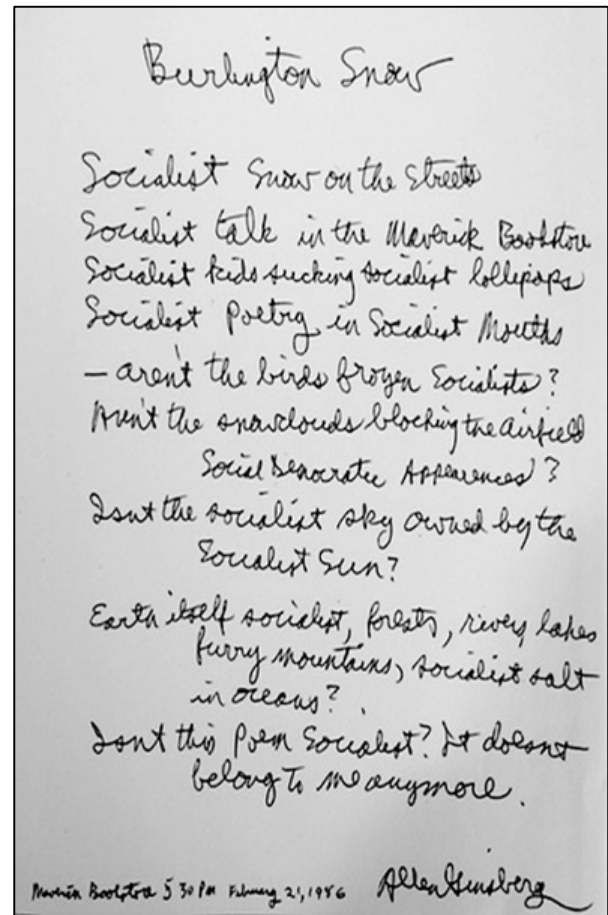 Burlington Snow
Socialist Snow on the Streets
Socialist talk in the Maverick Bookstore
Socialist kids sucking socialist lollipops
Socialist Poetry in Socialist Mouths
— aren't the birds frozen Socialists?
Aren't the snowclouds blocking the Airfield
Social Democratic Appearances?
Isn't the socialist sky owned by the
Socialist Sun?
Earth itself socialist, forests, rivers, lakes
furry mountains, socialist salt
in oceans?
Isn't this Poem Socialist? It doesn't
belong to me anymore.
Maverick Bookstore 5 30 PM February 21, 1986
Allen Ginsberg